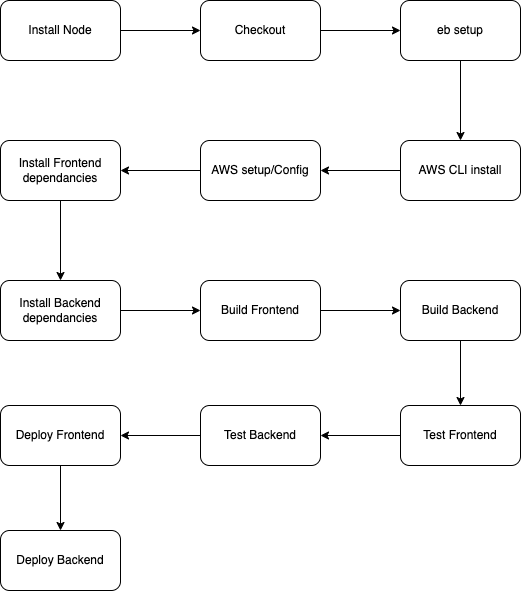 Install Node
Checkout
eb setup
Install Frontend
dependancies
AWS setup/Config
AWS CLI install
Install Backend
dependancies
Build Frontend
Build Backend
Deploy Frontend
Test Backend
Test Frontend
Deploy Backend